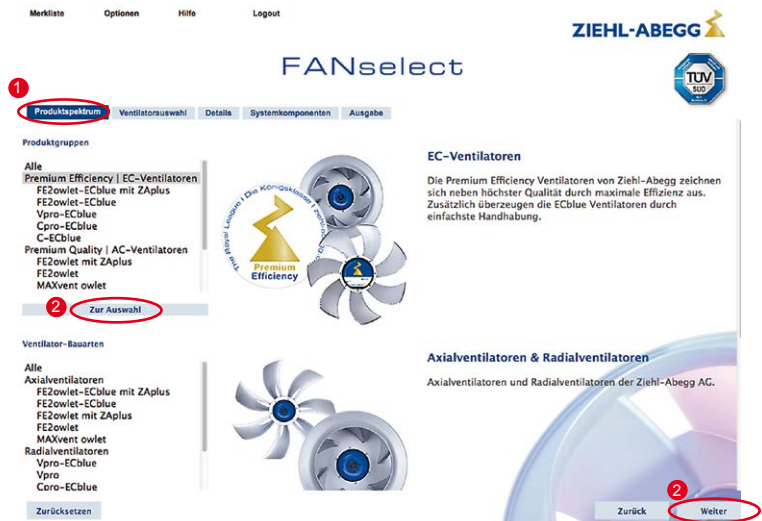 Merkliste Optionen Hilfe Logout
ZIEHL-ABEGG
FANselect
TÜV
SÜD
1
Produktspektrum Ventilatorauswahl Details Systemkomponenten Ausgabe
Produktgruppen
Alle
Premium Efficiency | EC-Ventilatoren
FE2owlet-ECblue mit ZAplus
FE2owlet-ECblue
Vpro-ECblue
Cpro-ECblue
C-ECblue
Premium Quality | AC-Ventilatoren
FE2owlet mit ZAplus
FE2owlet
MAXvent owlet
The Royal League | Die Königsklasse
Premium
Efficiency
EC-Ventilatoren
Die Premium Efficiency Ventilatoren von Ziehl-Abegg zeichnen
sich neben höchster Qualität durch maximale Effizienz aus.
Zusätzlich überzeugen die ECblue Ventilatoren durch
einfachste Handhabung.
2
Zur Auswahl
Ventilator-Bauarten
Alle
Axialventilatoren
FE2owlet-ECblue mit ZAplus
FE2owlet-ECblue
FE2owlet mit ZAplus
FE2owlet
MAXvent owlet
Radialventilatoren
Vpro-ECblue
Vpro
Cpro-ECblue
Axialventilatoren & Radialventilatoren
Axialventilatoren und Radialventilatoren der Ziehl-Abegg AG.
2
Zurücksetzen Zurück Weiter